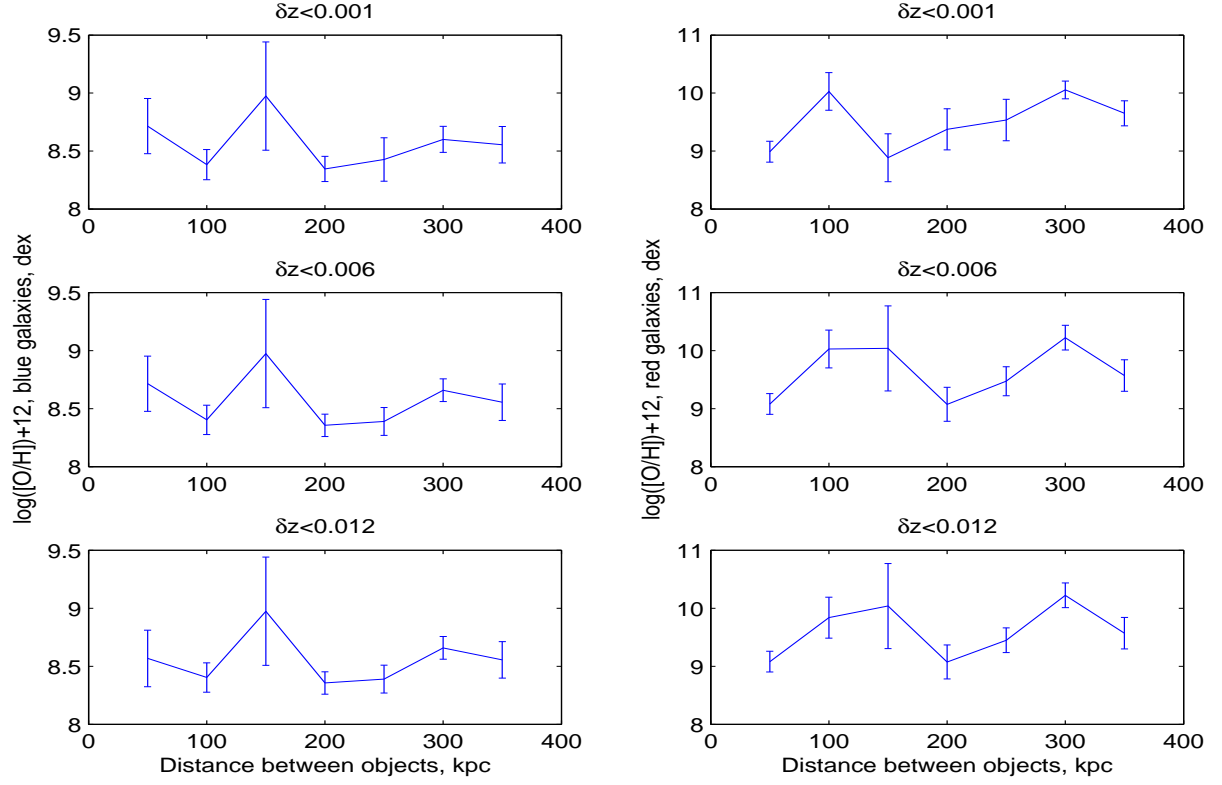 δz<0.001
9.5
9
8.5
8
0 100 200 300 400
δz<0.006
9.5
9
8.5
8
0 100 200 300 400
δz<0.012
9.5
9
8.5
8
0 100 200 300 400
Distance between objects, kpc
log([O/H])+12, blue galaxies, dex
δz<0.001
11
10
9
8
0 100 200 300 400
δz<0.006
11
10
9
8
0 100 200 300 400
δz<0.012
11
10
9
8
0 100 200 300 400
Distance between objects, kpc
log([O/H])+12, red galaxies, dex